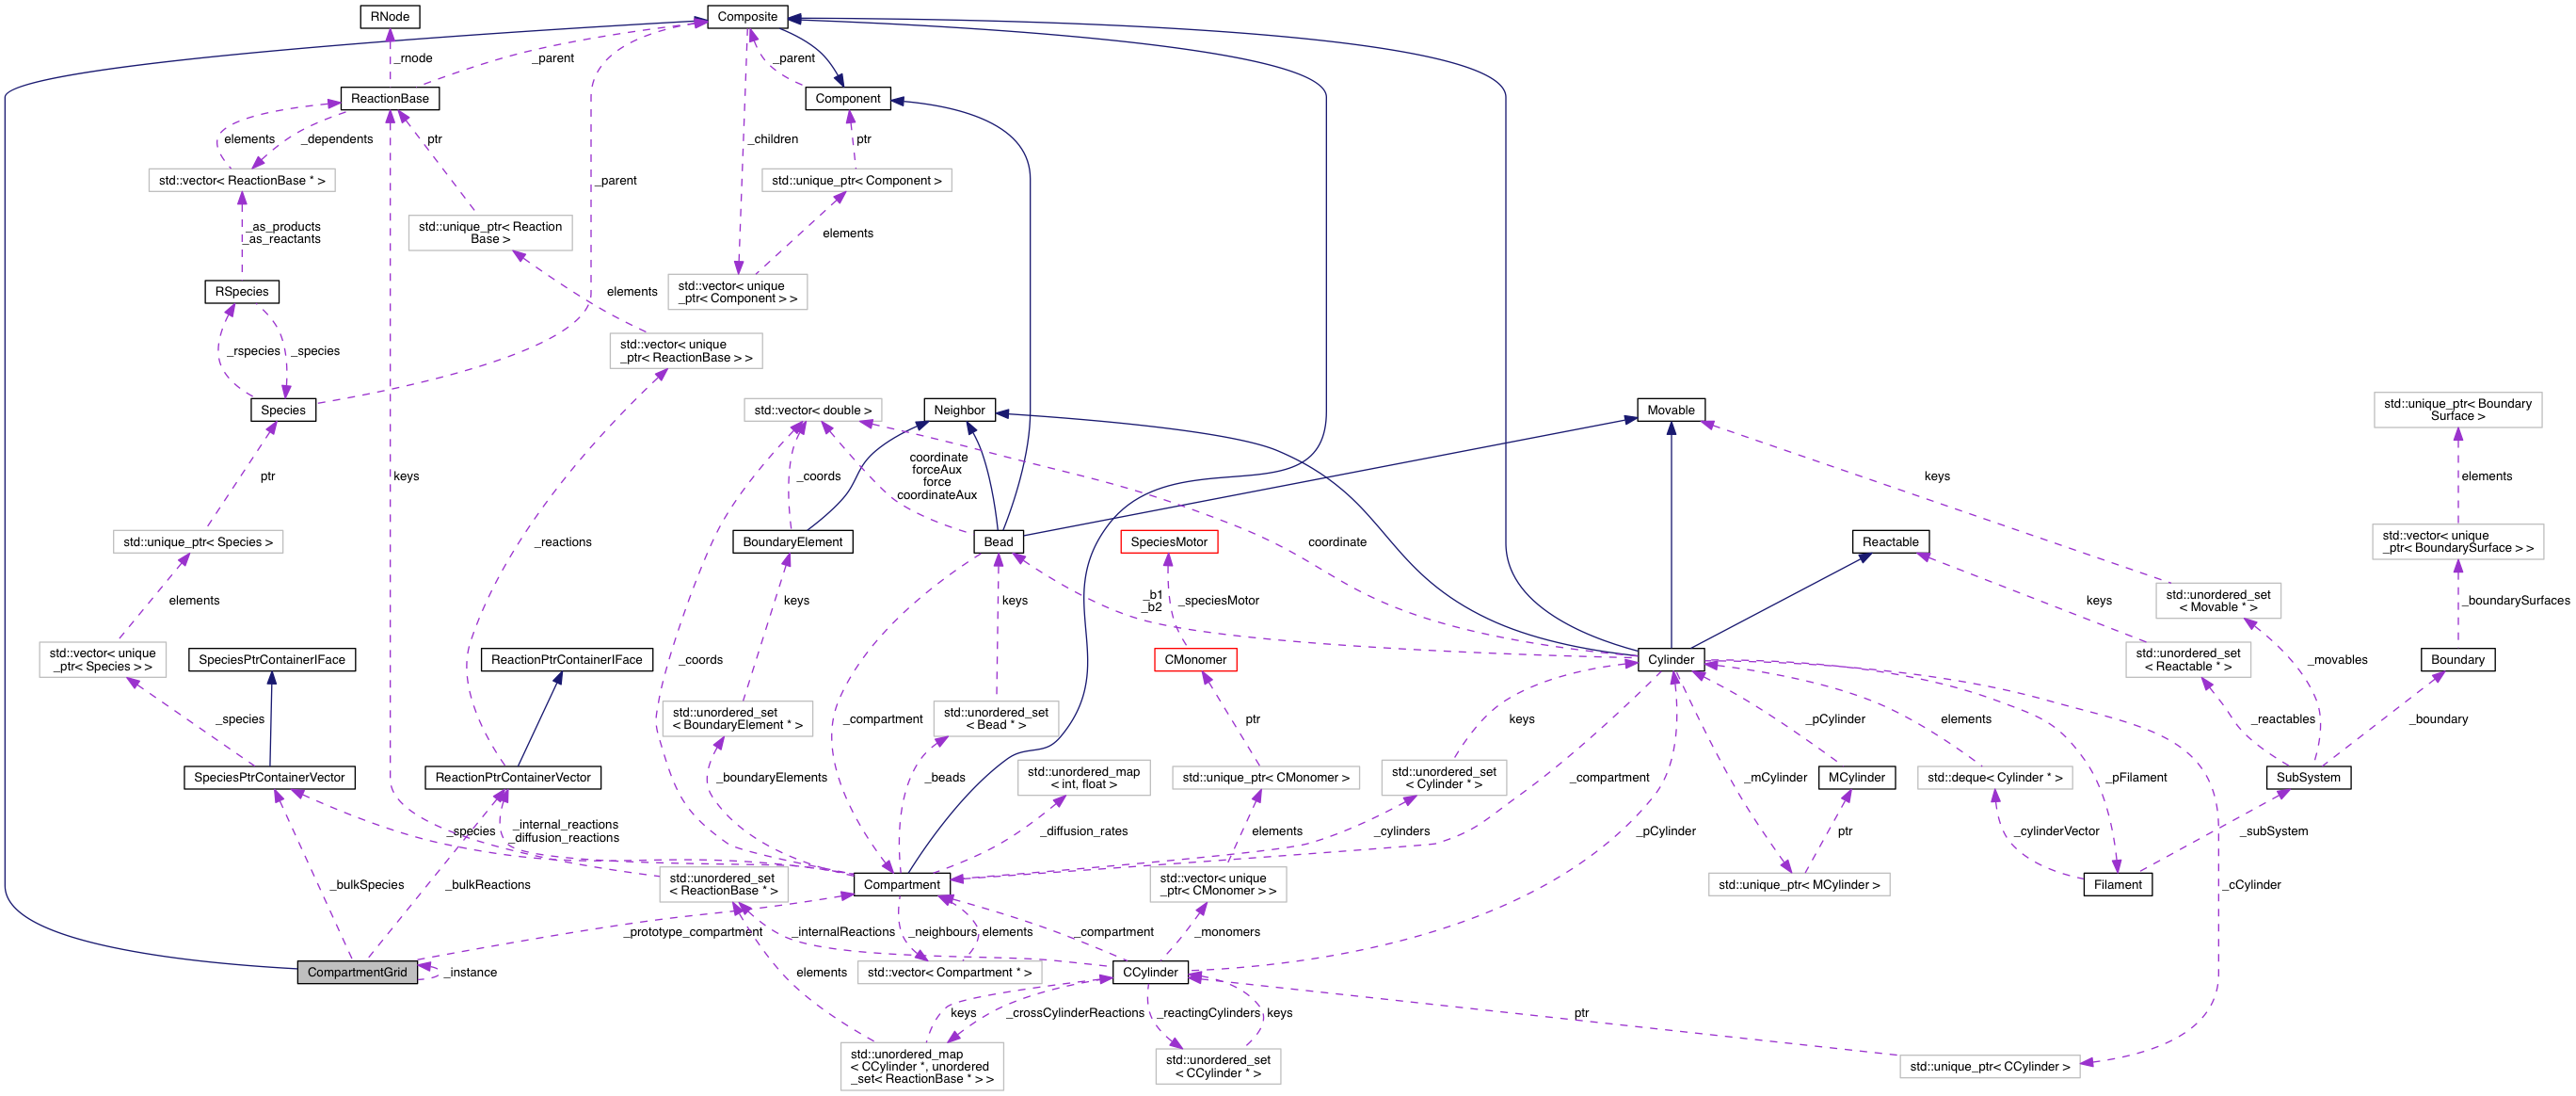 RNode
Composite
_rnode
_parent
_parent
ReactionBase
Component
elements
_dependents
ptr
_children
ptr
std::vector< ReactionBase * >
_parent
std::unique_ptr< Component >
_as_products
_as_reactants
std::unique_ptr< Reaction
Base >
elements
RSpecies
elements
std::vector< unique
_ptr< Component > >
_rspecies
_species
std::vector< unique
_ptr< ReactionBase > >
Species
std::vector< double >
Neighbor
Movable
std::unique_ptr< Boundary
Surface >
ptr
keys
_coords
coordinate
forceAux
force
coordinateAux
keys
elements
std::unique_ptr< Species >
_reactions
BoundaryElement
Bead
SpeciesMotor
coordinate
Reactable
std::vector< unique
_ptr< BoundarySurface > >
elements
keys
keys
_b1
_b2
_speciesMotor
keys
std::unordered_set
< Movable * >
_boundarySurfaces
std::vector< unique
_ptr< Species > >
SpeciesPtrContainerIFace
ReactionPtrContainerIFace
_coords
CMonomer
Cylinder
std::unordered_set
< Reactable * >
_movables
Boundary
_species
std::unordered_set
< BoundaryElement * >
_compartment
std::unordered_set
< Bead * >
ptr
keys
_pCylinder
elements
_reactables
_boundary
SpeciesPtrContainerVector
ReactionPtrContainerVector
_boundaryElements
_beads
std::unordered_map
< int, float >
std::unique_ptr< CMonomer >
std::unordered_set
< Cylinder * >
_compartment
_mCylinder
MCylinder
std::deque< Cylinder * >
_pFilament
SubSystem
_species
_internal_reactions
_diffusion_reactions
_diffusion_rates
elements
_cylinders
_pCylinder
ptr
_cylinderVector
_subSystem
_bulkSpecies
_bulkReactions
std::unordered_set
< ReactionBase * >
Compartment
std::vector< unique
_ptr< CMonomer > >
std::unique_ptr< MCylinder >
Filament
_cCylinder
_prototype_compartment
_internalReactions
_neighbours
elements
_compartment
_monomers
CompartmentGrid
_instance
elements
std::vector< Compartment * >
CCylinder
keys
_crossCylinderReactions
_reactingCylinders
keys
ptr
std::unordered_map
< CCylinder *, unordered
_set< ReactionBase * > >
std::unordered_set
< CCylinder * >
std::unique_ptr< CCylinder >